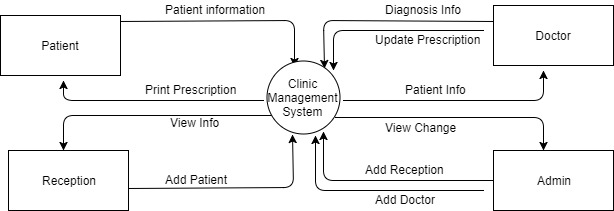 Patient information
Diagnosis Info
Update Prescription
Patient
Doctor
Clinic
Management
System
Print Prescription
Patient Info
View Info
View Change
Reception
Add Patient
Add Reception
Add Doctor
Admin